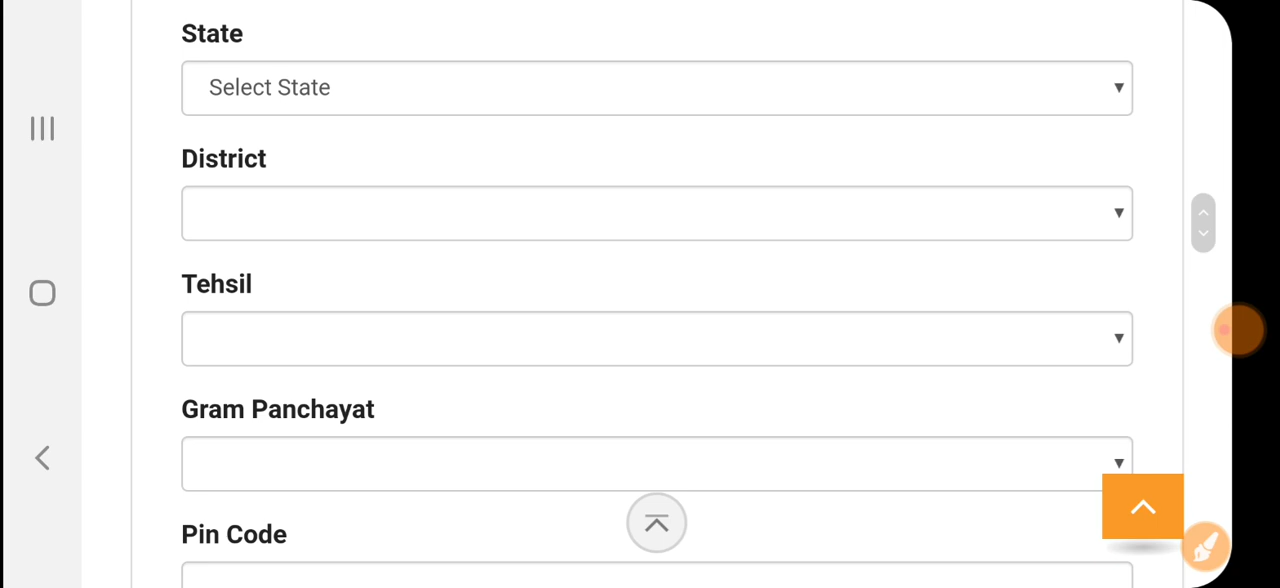 State
Select State
District
Tehsil
Gram Panchayat
Pin Code